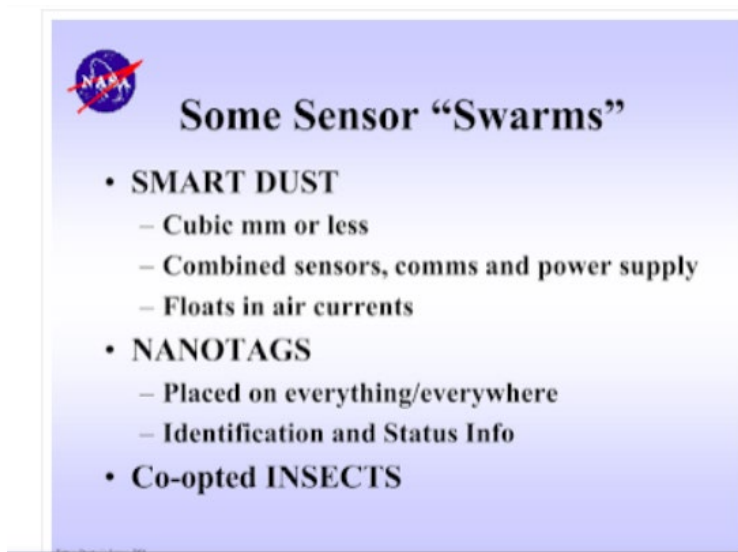 NASA
Some Sensor “Swarms”
• SMART DUST
– Cubic mm or less
– Combined sensors, comms and power supply
– Floats in air currents
• NANOTAGS
– Placed on everything/everywhere
– Identification and Status Info
• Co-opted INSECTS